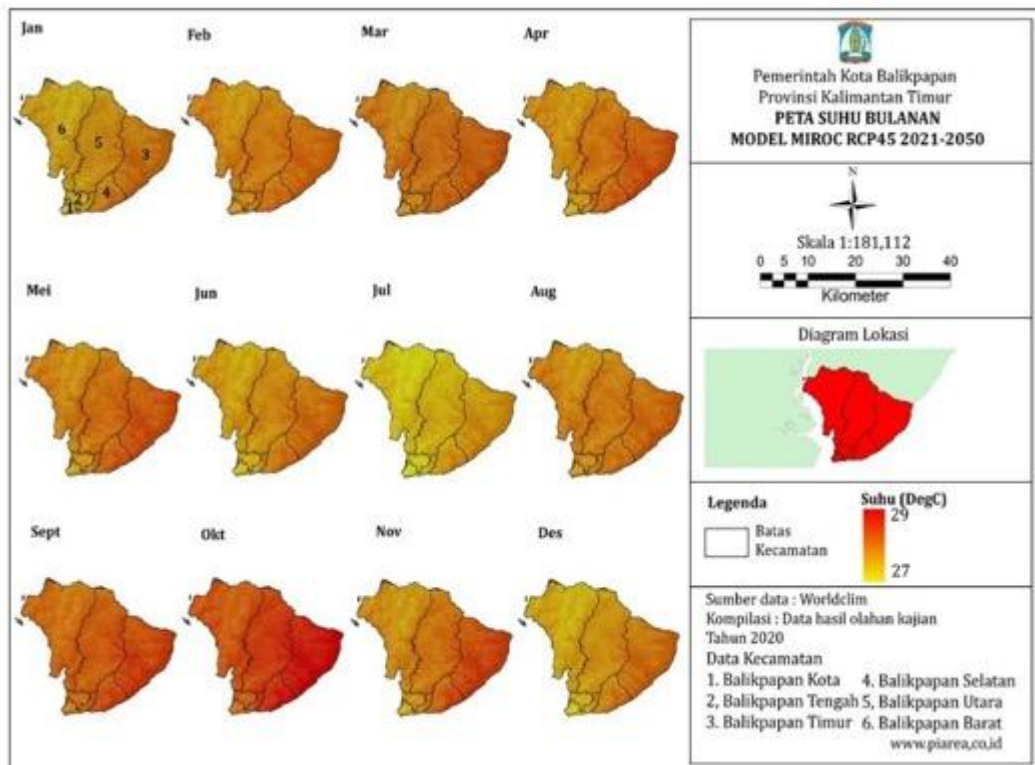 Jan
Feb
Mar
Apr
6
5
3
2
4
1
Mei
Jun
Jul
Aug
Sept
Okt
Nov
Des
Pemerintah Kota Balikpapan
Provinsi Kalimantan Timur
PETA SUHU BULANAN
MODEL MIROC RCP45 2021-2050
N
Skala 1:181,112
0 5 10 20 30 40
Kilometer
Diagram Lokasi
Legenda
Batas
Kecamatan
Suhu (DegC)
29
27
Sumber data : Worldclim
Kompilasi : Data hasil olahan kajian
Tahun 2020
Data Kecamatan
1. Balikpapan Kota 4. Balikpapan Selatan
2, Balikpapan Tengah 5, Balikpapan Utara
3. Balikpapan Timur 6. Balikpapan Barat
www.piarea,co,id